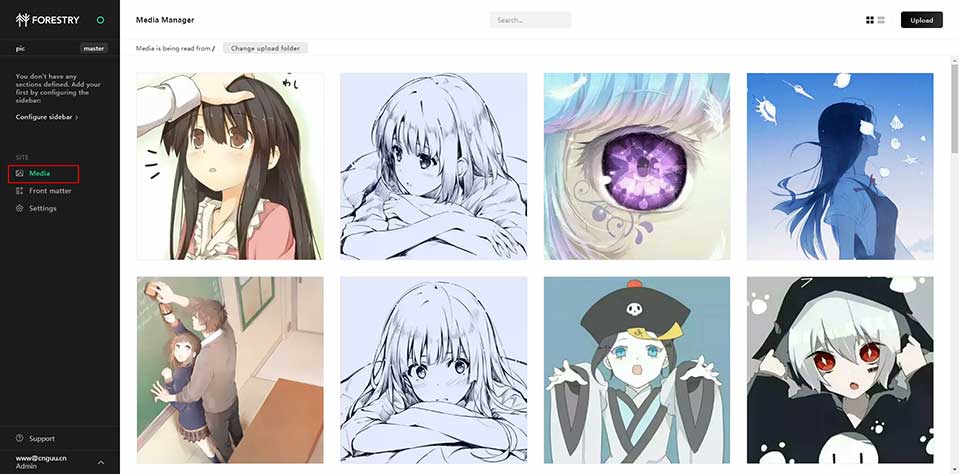 FORESTRY
pic
master
You don't have any
sections defined. Add your
first by configuring the
sidebar:
Configure sidebar >
SITE
Media
Front matter
Settings
Support
www@cnguu.cn
Admin
Media Manager
Search...
Upload
Media is being read from /
Change upload folder
わし